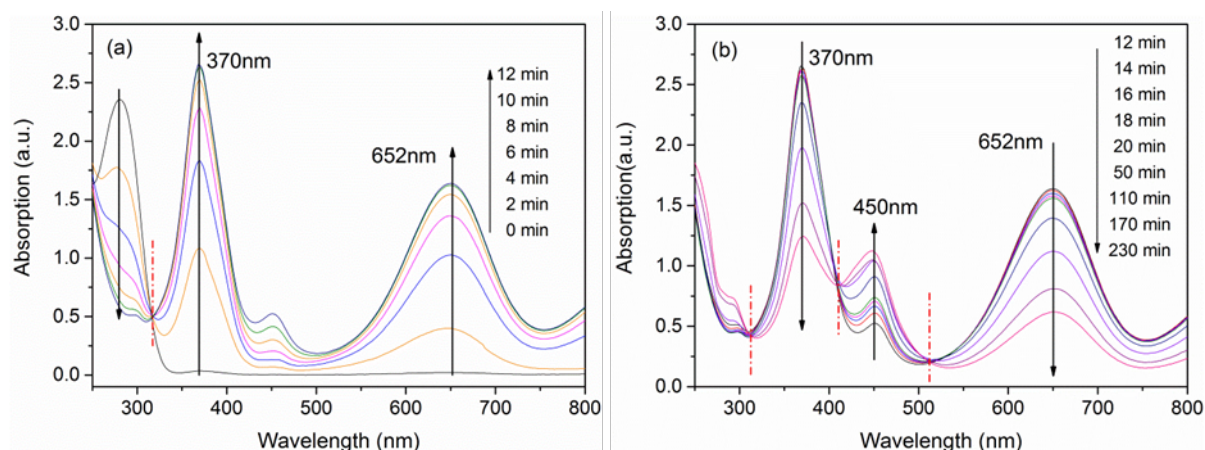 (a)
370nm
652nm
12 min
10 min
8 min
6 min
4 min
2 min
0 min
3.0
2.5
2.0
1.5
1.0
0.5
0.0
300
400
500
600
700
800
Absorption (a.u.)
Wavelength (nm)
(b)
370nm
450nm
652nm
12 min
14 min
16 min
18 min
20 min
50 min
110 min
170 min
230 min
3.0
2.5
2.0
1.5
1.0
0.5
0.0
300
400
500
600
700
800
Absorption(a.u.)
Wavelength (nm)